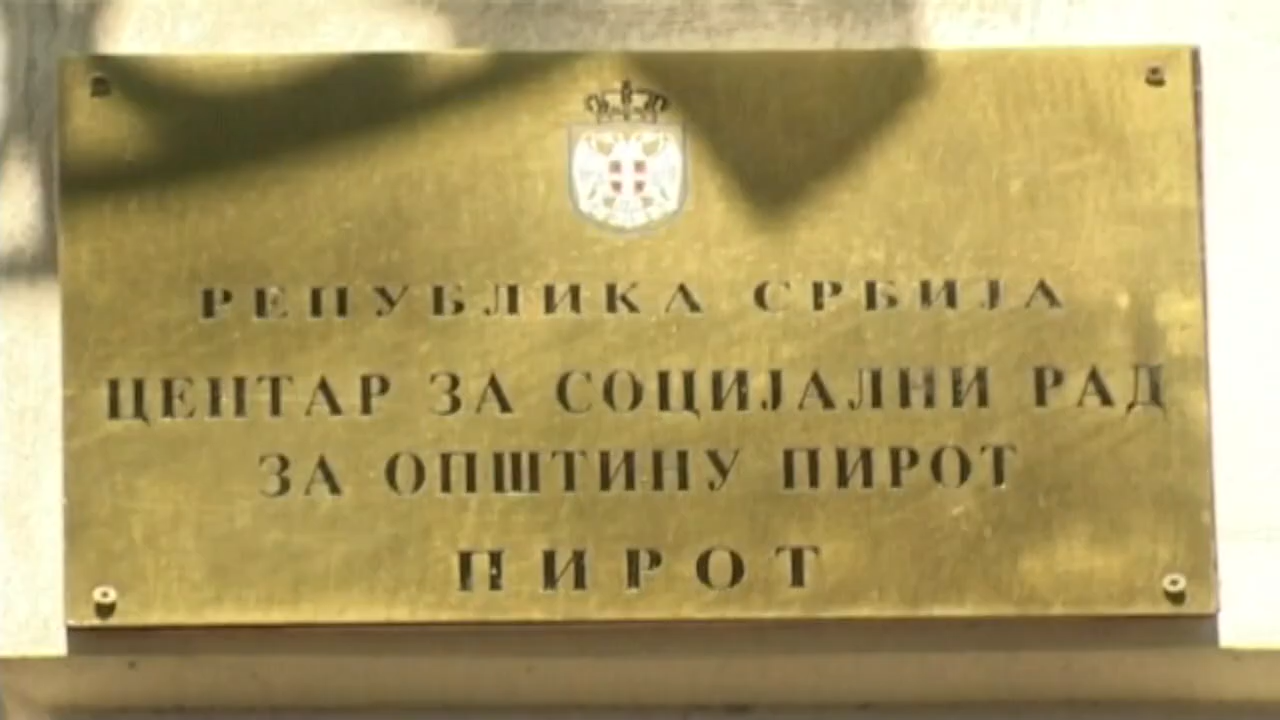 РЕПУБЛИКА СРБИЈА
ЦЕНТАР ЗА СОЦИЈАЛНИ РАД
ЗА ОПШТИНУ ПИРОТ
ПИРОТ